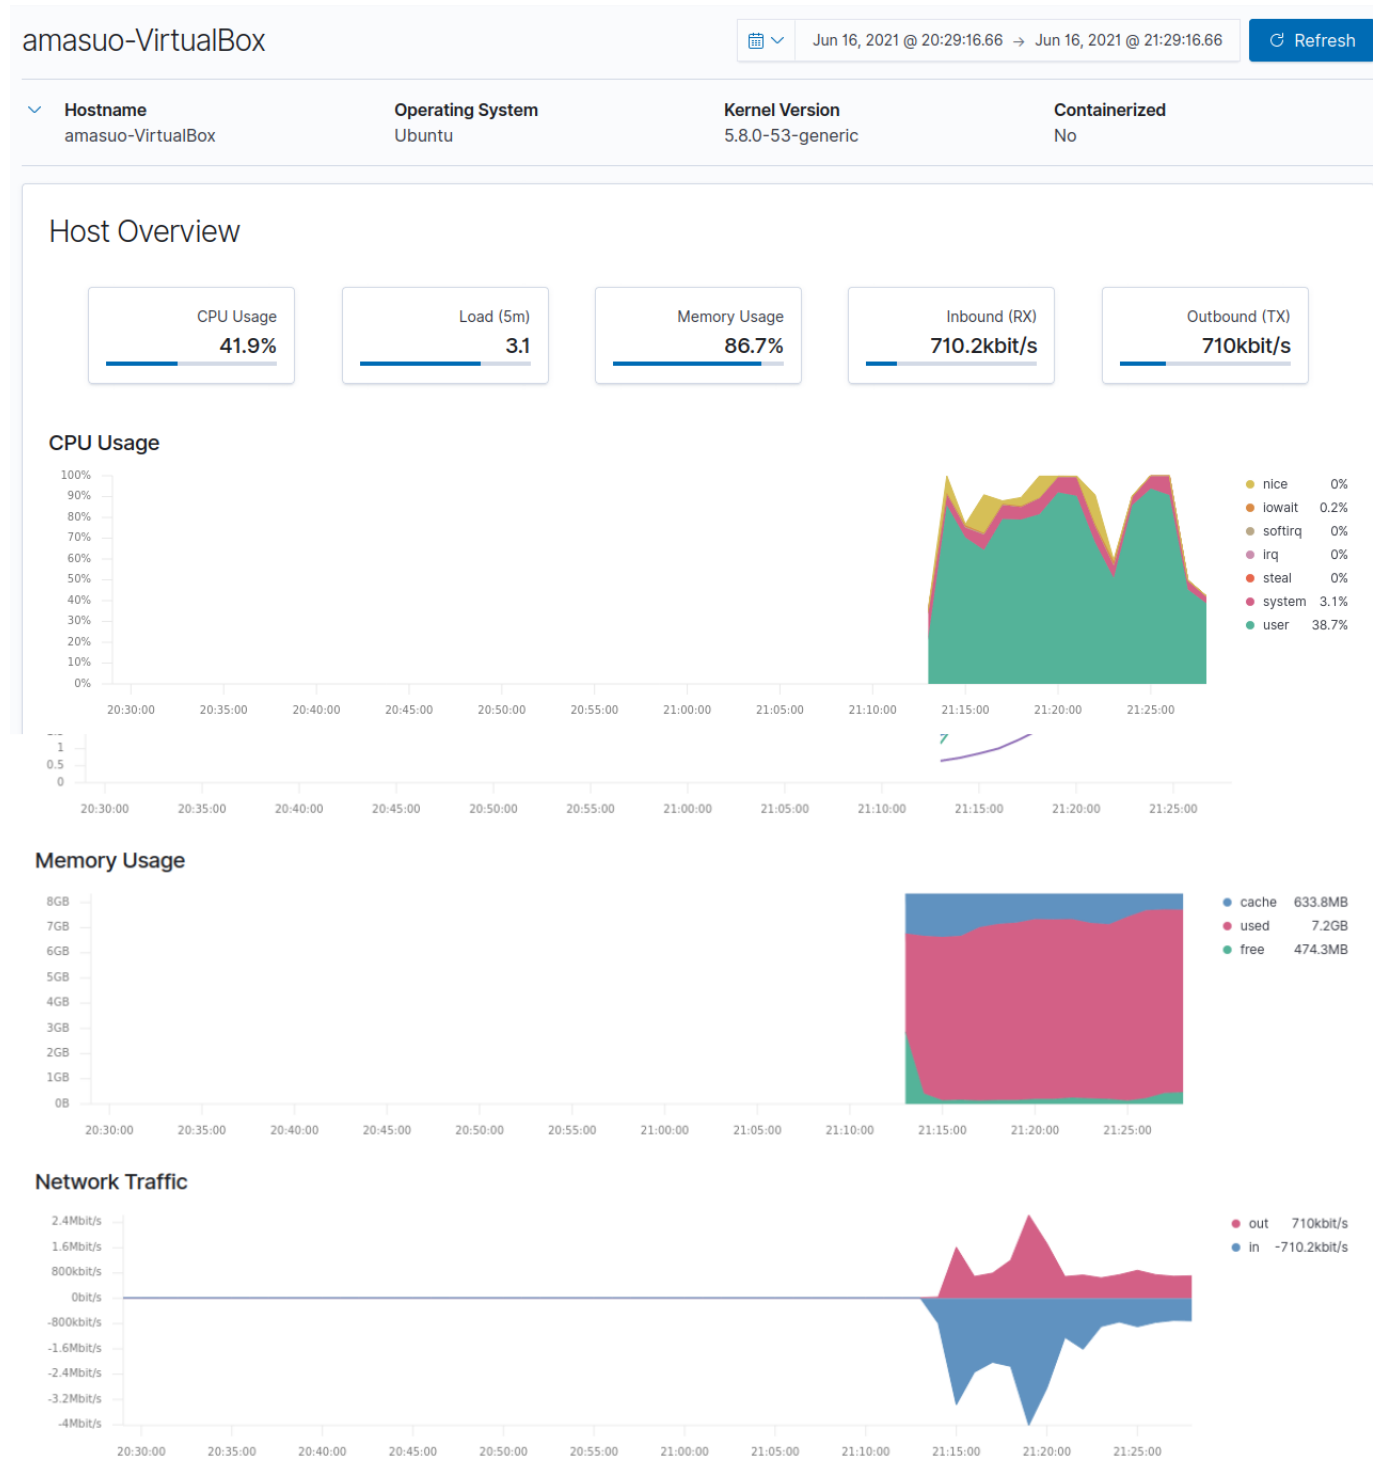 amasuo-VirtualBox
Jun 16, 2021 @ 20:29:16.66 → Jun 16, 2021 @ 21:29:16.66
Refresh
Hostname Operating System Kernel Version Containerized
amasuo-VirtualBox Ubuntu 5.8.0-53-generic No
Host Overview
CPU Usage Load (5m) Memory Usage Inbound (RX) Outbound (TX)
41.9% 3.1 86.7% 710.2kbit/s 710kbit/s
CPU Usage
100%
90%
80%
70%
60%
50%
40%
30%
20%
10%
0%
nice 0%
iowait 0.2%
softirq 0%
irq 0%
steal 0%
system 3.1%
user 38.7%
20:30:00 20:35:00 20:40:00 20:45:00 20:50:00 20:55:00 21:00:00 21:05:00 21:10:00 21:15:00 21:20:00 21:25:00
1
0.5
0
20:30:00 20:35:00 20:40:00 20:45:00 20:50:00 20:55:00 21:00:00 21:05:00 21:10:00 21:15:00 21:20:00 21:25:00
Memory Usage
8GB
7GB
6GB
5GB
4GB
3GB
2GB
1GB
0B
cache 633.8MB
used 7.2GB
free 474.3MB
20:30:00 20:35:00 20:40:00 20:45:00 20:50:00 20:55:00 21:00:00 21:05:00 21:10:00 21:15:00 21:20:00 21:25:00
Network Traffic
2.4Mbit/s
1.6Mbit/s
800kbit/s
0bit/s
-800kbit/s
-1.6Mbit/s
-2.4Mbit/s
-3.2Mbit/s
-4Mbit/s
out 710kbit/s
in -710.2kbit/s
20:30:00 20:35:00 20:40:00 20:45:00 20:50:00 20:55:00 21:00:00 21:05:00 21:10:00 21:15:00 21:20:00 21:25:00